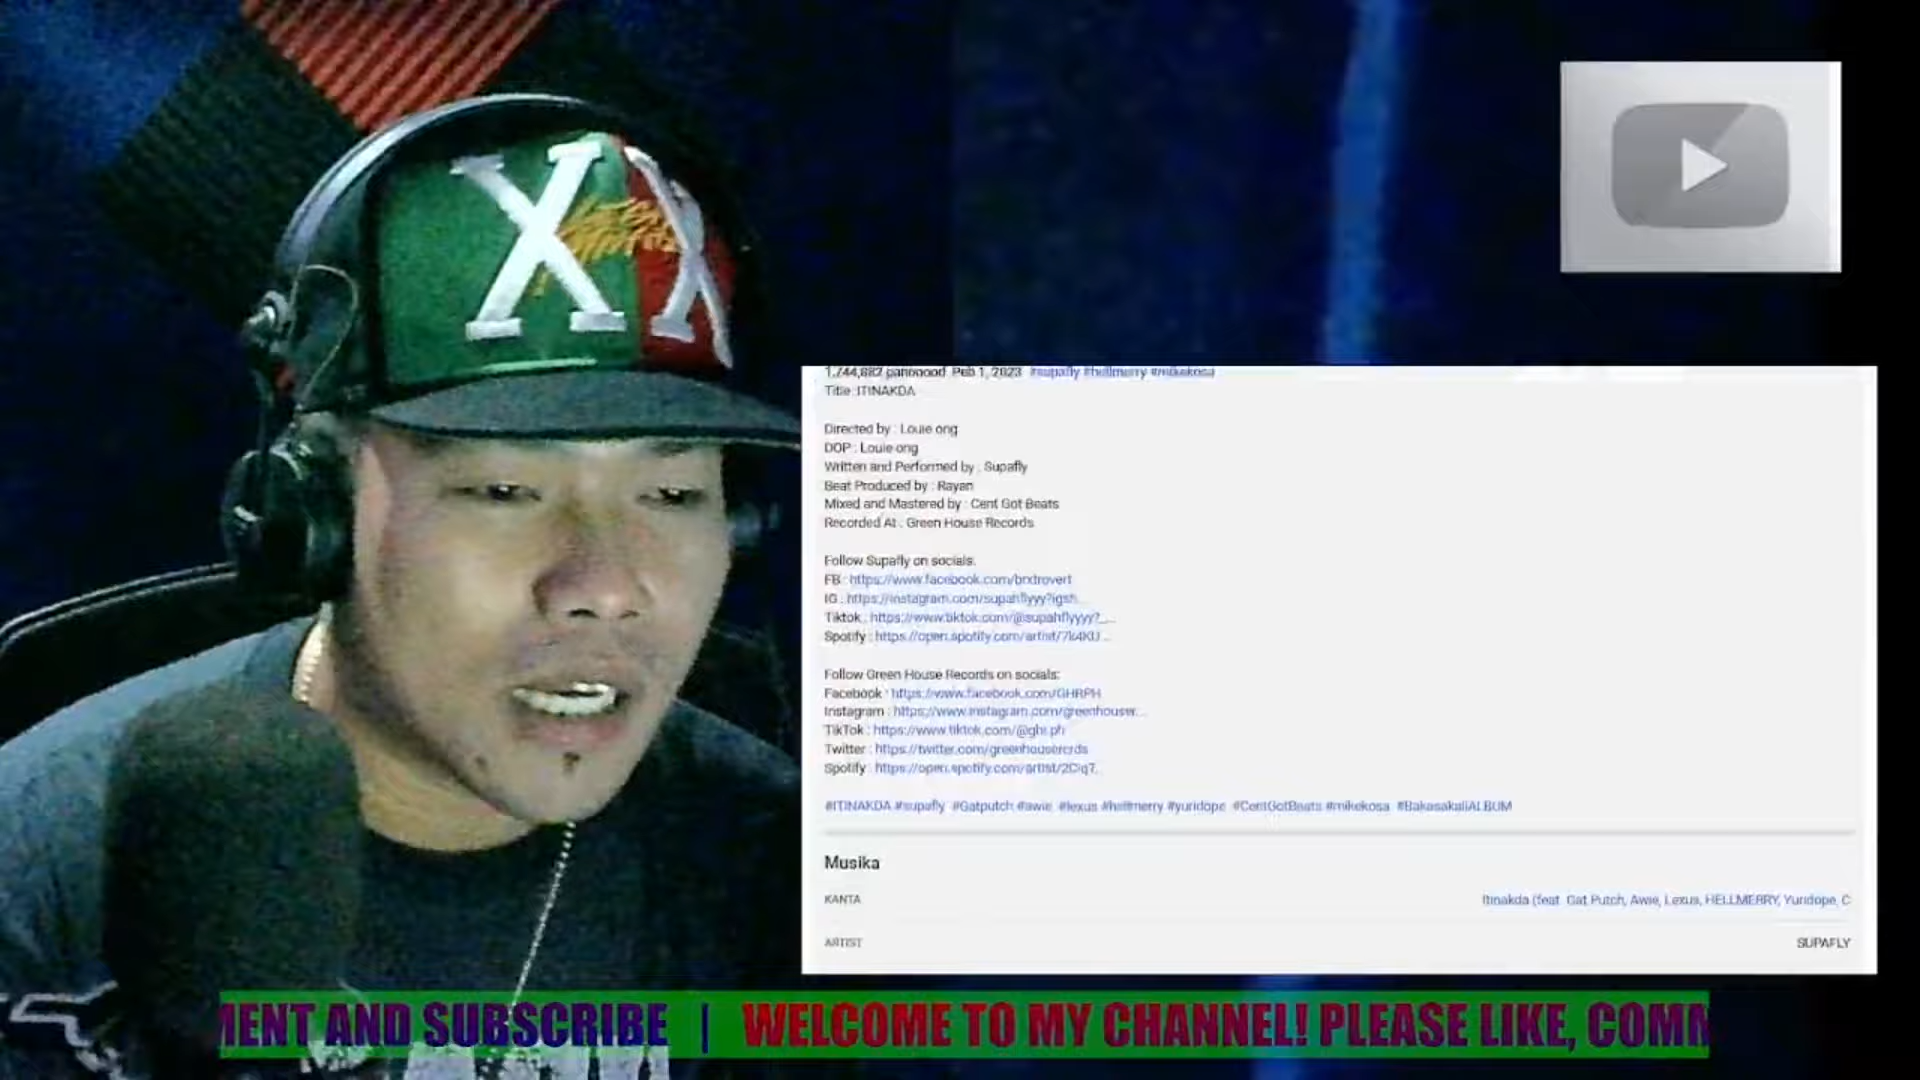 XX
1,744,882 panonood Peb 1, 2023 #supafly #hellmerry #mikekosa
Title :ITINAKDA
Directed by : Louie ong
DOP : Louie ong
Written and Performed by : Supafly
Beat Produced by : Rayan
Mixed and Mastered by : Cent Got Beats
Recorded At : Green House Records
Follow Supafly on socials:
FB : https://www.facebook.com/brixtrovert
IG : https://instagram.com/supahflyyy?igsh...
Tiktok : https://www.tiktok.com/@supahflyyyy?_...
Spotify : https://open.spotify.com/artist/7k4KU...
Follow Green House Records on socials:
Facebook : https://www.facebook.com/GHRPH
Instagram : https://www.instagram.com/greenhouser...
TikTok : https://www.tiktok.com/@ghr.ph
Twitter : https://twitter.com/greenhousercrds
Spotify : https://open.spotify.com/artist/2Ciq7...
#ITINAKDA #supafly #Gatputch #awie #lexus #hellmerry #yuridope #CentGotBeats #mikekosa #BakasakaliALBUM
Musika
KANTA
Itinakda (feat. Gat Putch, Awie, Lexus, HELLMERRY, Yuridope, C
ARTIST
SUPAFLY
MENT AND SUBSCRIBE | WELCOME TO MY CHANNEL! PLEASE LIKE, COMM